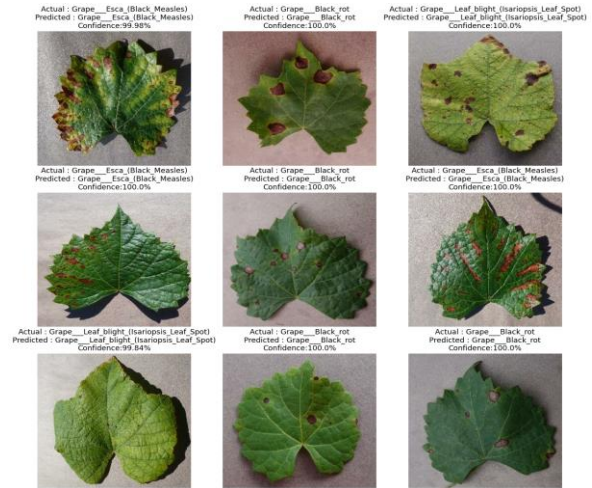 Actual : Grape___Esca_(Black_Measles)
Predicted : Grape___Esca_(Black_Measles)
Confidence:99.98%
Actual : Grape___Black_rot
Predicted : Grape___Black_rot
Confidence:100.0%
Actual : Grape___Leaf_blight_(Isariopsis_Leaf_Spot)
Predicted : Grape___Leaf_blight_(Isariopsis_Leaf_Spot)
Confidence:100.0%
Actual : Grape___Esca_(Black_Measles)
Predicted : Grape___Esca_(Black_Measles)
Confidence:100.0%
Actual : Grape___Black_rot
Predicted : Grape___Black_rot
Confidence:100.0%
Actual : Grape___Esca_(Black_Measles)
Predicted : Grape___Esca_(Black_Measles)
Confidence:100.0%
Actual : Grape___Leaf_blight_(Isariopsis_Leaf_Spot)
Predicted : Grape___Leaf_blight_(Isariopsis_Leaf_Spot)
Confidence:99.84%
Actual : Grape___Black_rot
Predicted : Grape___Black_rot
Confidence:100.0%
Actual : Grape___Black_rot
Predicted : Grape___Black_rot
Confidence:100.0%